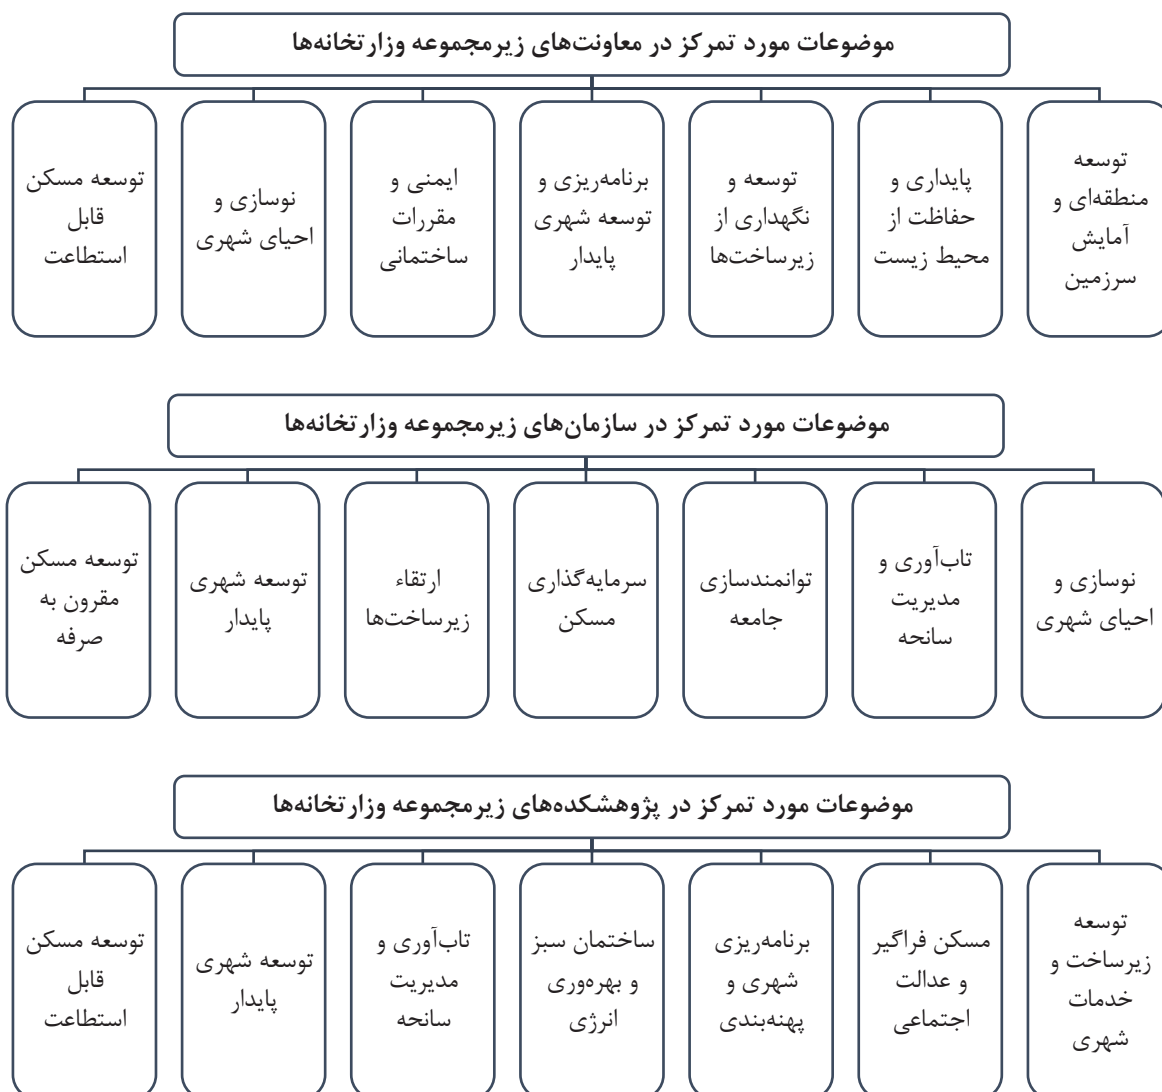 موضوعات مورد تمرکز در معاونت‌های زیرمجموعه وزارتخانه‌ها
توسعه
منطقه‌ای و
آمایش
سرزمین
پایداری و
حفاظت از
محیط زیست
توسعه و
نگهداری از
زیرساخت‌ها
برنامه‌ریزی و
توسعه شهری
پایدار
ایمنی و
مقررات
ساختمانی
نوسازی و
احیای شهری
توسعه مسکن
قابل
استطاعت
موضوعات مورد تمرکز در سازمان‌های زیرمجموعه وزارتخانه‌ها
نوسازی و
احیای شهری
تاب‌آوری و
مدیریت
سانحه
توانمندسازی
جامعه
سرمایه‌گذاری
مسکن
ارتقاء
زیرساخت‌ها
توسعه شهری
پایدار
توسعه مسکن
مقرون به
صرفه
موضوعات مورد تمرکز در پژوهشکده‌های زیرمجموعه وزارتخانه‌ها
توسعه
زیرساخت و
خدمات
شهری
مسکن فراگیر
و عدالت
اجتماعی
برنامه‌ریزی
شهری و
پهنه‌بندی
ساختمان سبز
و بهره‌وری
انرژی
تاب‌آوری و
مدیریت
سانحه
توسعه شهری
پایدار
توسعه مسکن
قابل
استطاعت